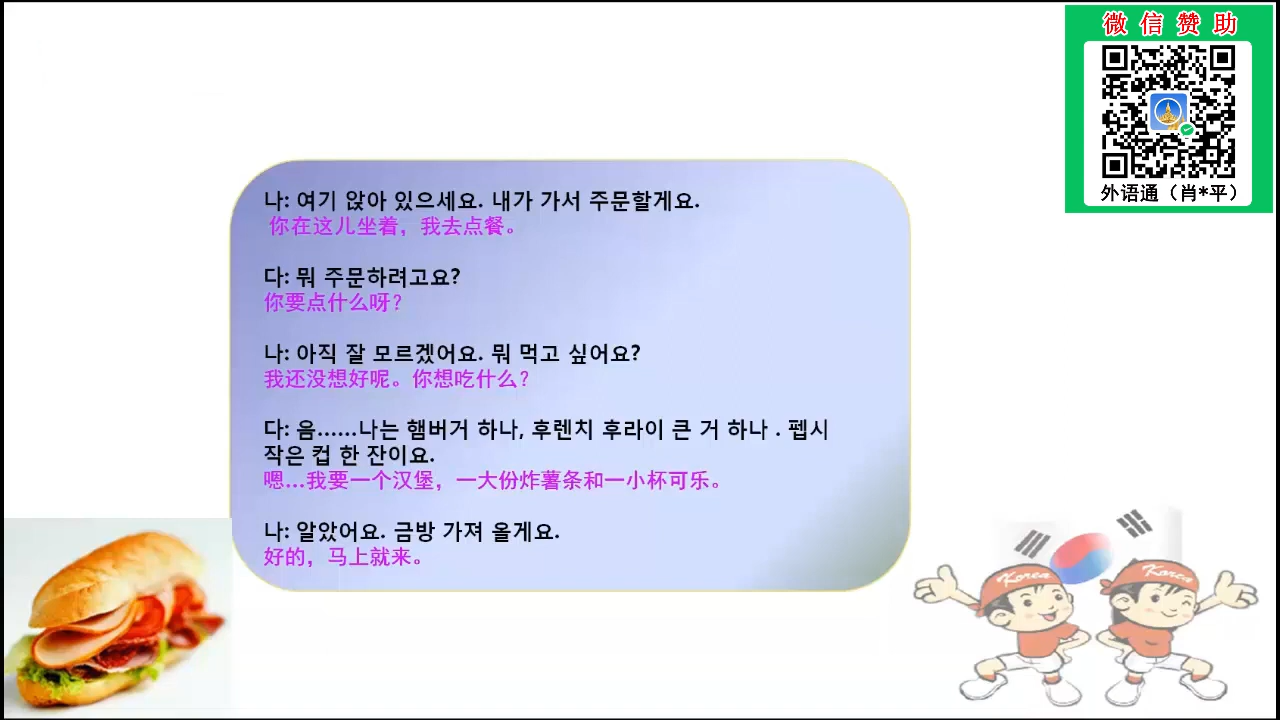 微信赞助
外语通（肖*平）
나: 여기 앉아 있으세요. 내가 가서 주문할게요.
你在这儿坐着，我去点餐。
다: 뭐 주문하려고요?
你要点什么呀？
나: 아직 잘 모르겠어요. 뭐 먹고 싶어요?
我还没想好呢。你想吃什么？
다: 음……나는 햄버거 하나, 후렌치 후라이 큰 거 하나 . 펩시
작은 컵 한 잔이요.
嗯…我要一个汉堡，一大份炸薯条和一小杯可乐。
나: 알았어요. 금방 가져 올게요.
好的，马上就来。
Korea
Korea